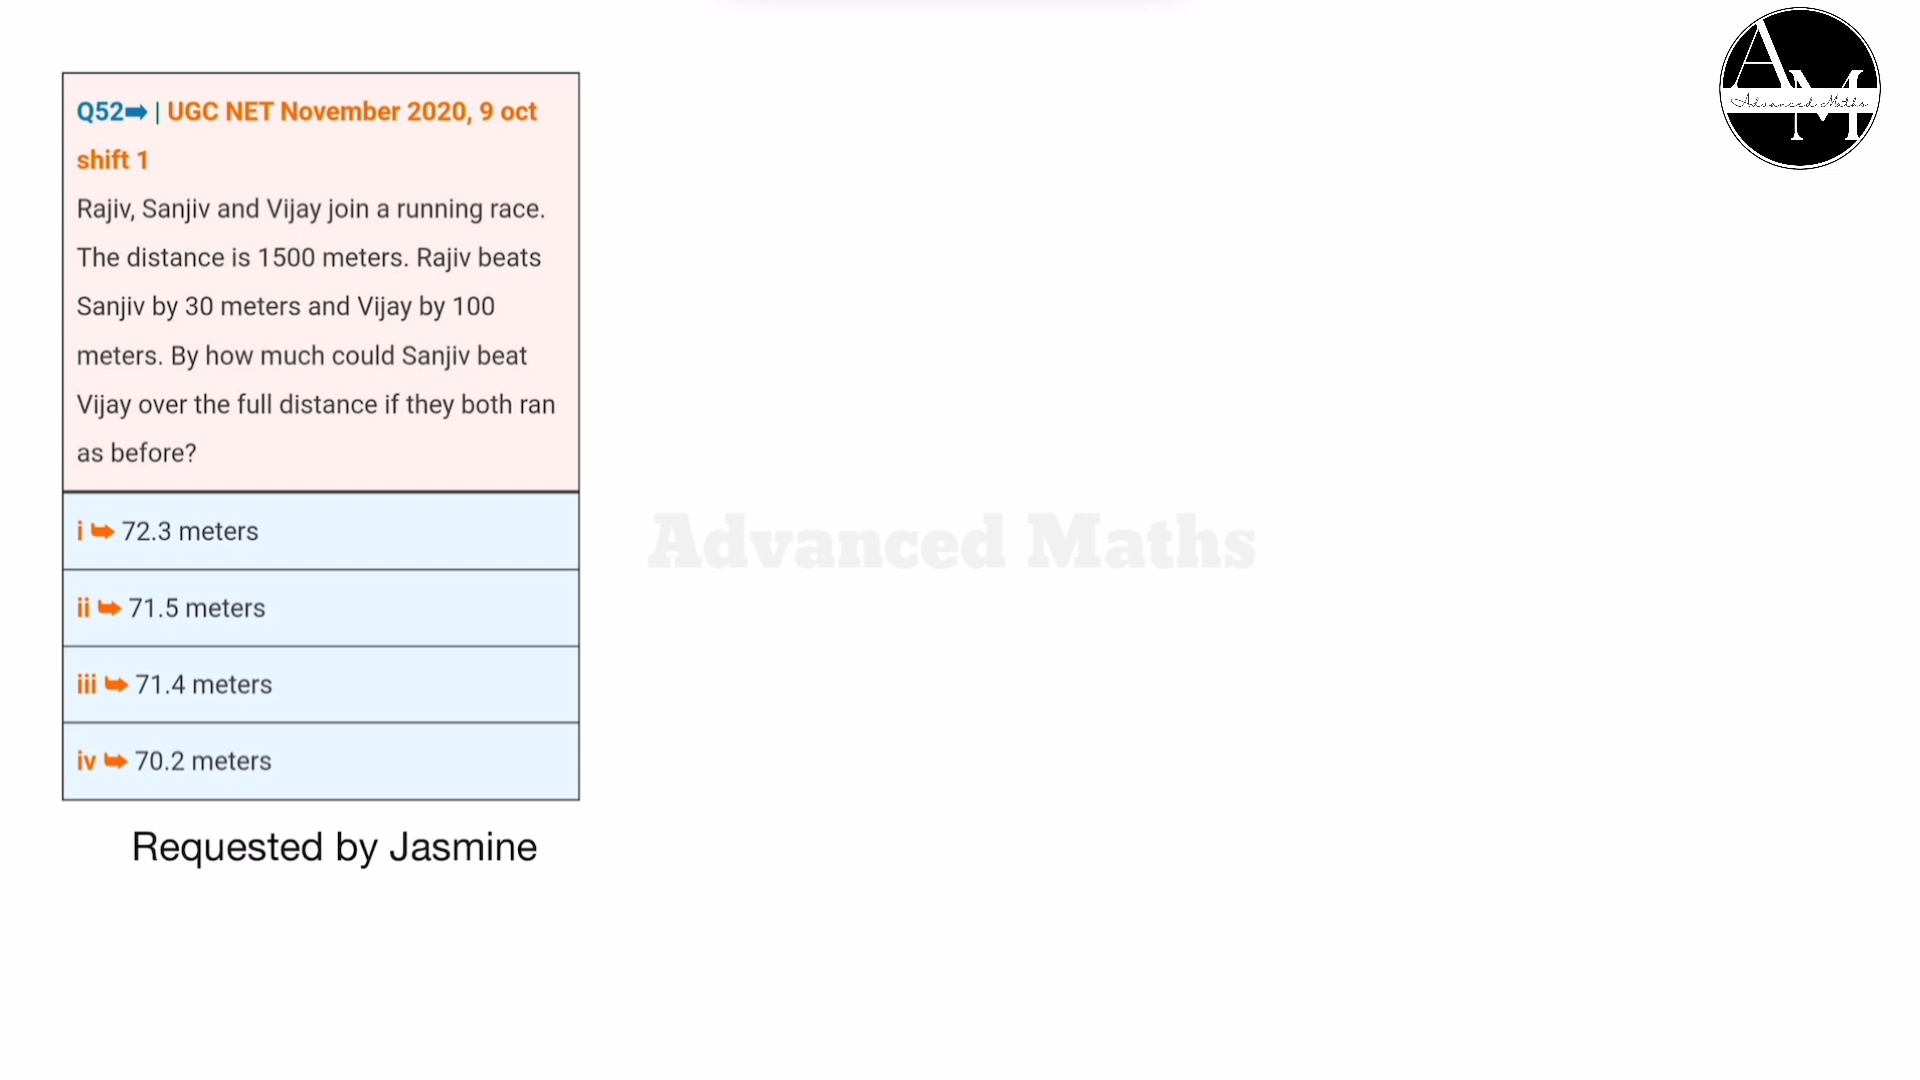 Q52➡ | UGC NET November 2020, 9 oct
shift 1
Rajiv, Sanjiv and Vijay join a running race.
The distance is 1500 meters. Rajiv beats
Sanjiv by 30 meters and Vijay by 100
meters. By how much could Sanjiv beat
Vijay over the full distance if they both ran
as before?
i ➥ 72.3 meters
ii ➥ 71.5 meters
iii ➥ 71.4 meters
iv ➥ 70.2 meters
Requested by Jasmine
Advanced Maths
AM
Advanced Maths